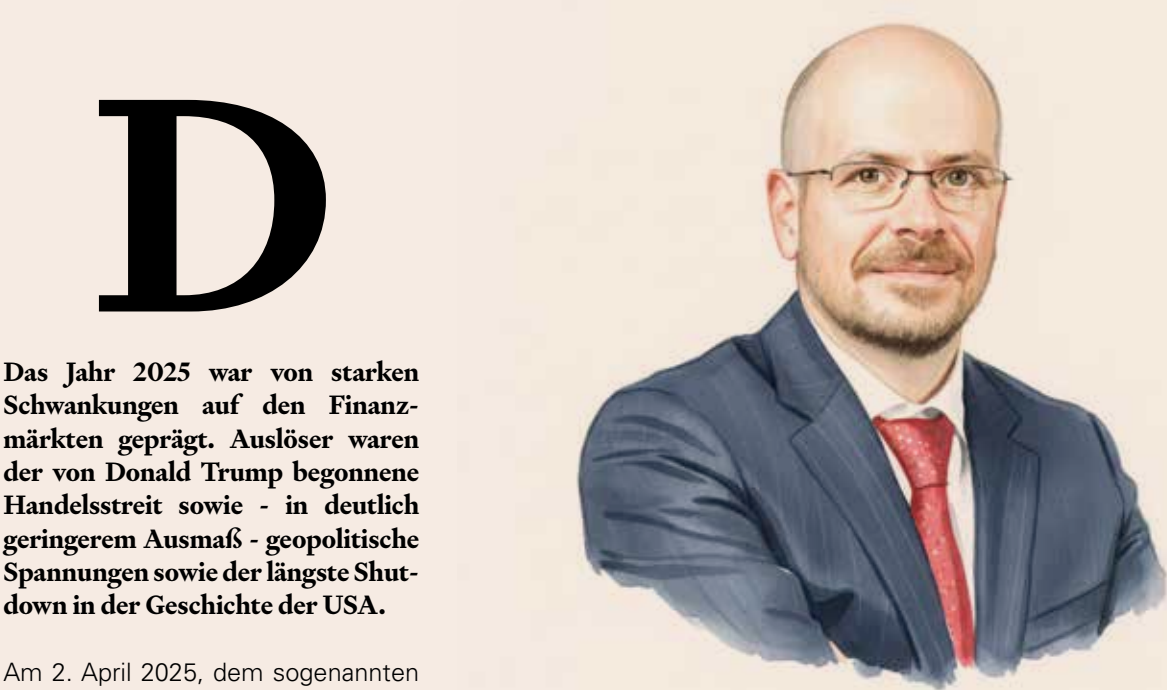 D
Das Jahr 2025 war von starken
Schwankungen auf den Finanz-
märkten geprägt. Auslöser waren
der von Donald Trump begonnene
Handelsstreit sowie - in deutlich
geringerem Ausmaß - geopolitische
Spannungen sowie der längste Shut-
down in der Geschichte der USA.
Am 2. April 2025, dem sogenannten